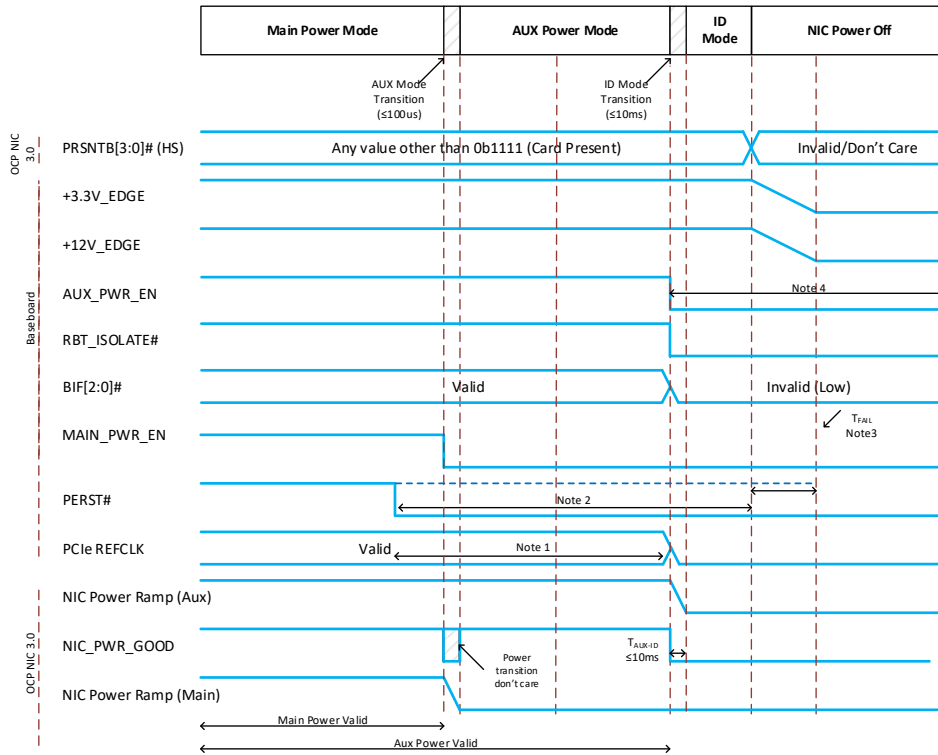 Main Power Mode
AUX Power Mode
ID
Mode
NIC Power Off
AUX Mode
Transition
(≤100us)
ID Mode
Transition
(≤10ms)
OCP NIC
3.0
PRSNTB[3:0]# (HS)
Any value other than 0b1111 (Card Present)
Invalid/Don't Care
+3.3V_EDGE
+12V_EDGE
AUX_PWR_EN
Note 4
Baseboard
RBT_ISOLATE#
BIF[2:0]#
Valid
Invalid (Low)
MAIN_PWR_EN
TFAIL
Note3
PERST#
Note 2
PCIe REFCLK
Valid
Note 1
NIC Power Ramp (Aux)
OCP NIC 3.0
NIC_PWR_GOOD
Power
transition
don't care
TAUX-ID
≤10ms
NIC Power Ramp (Main)
Main Power Valid
Aux Power Valid